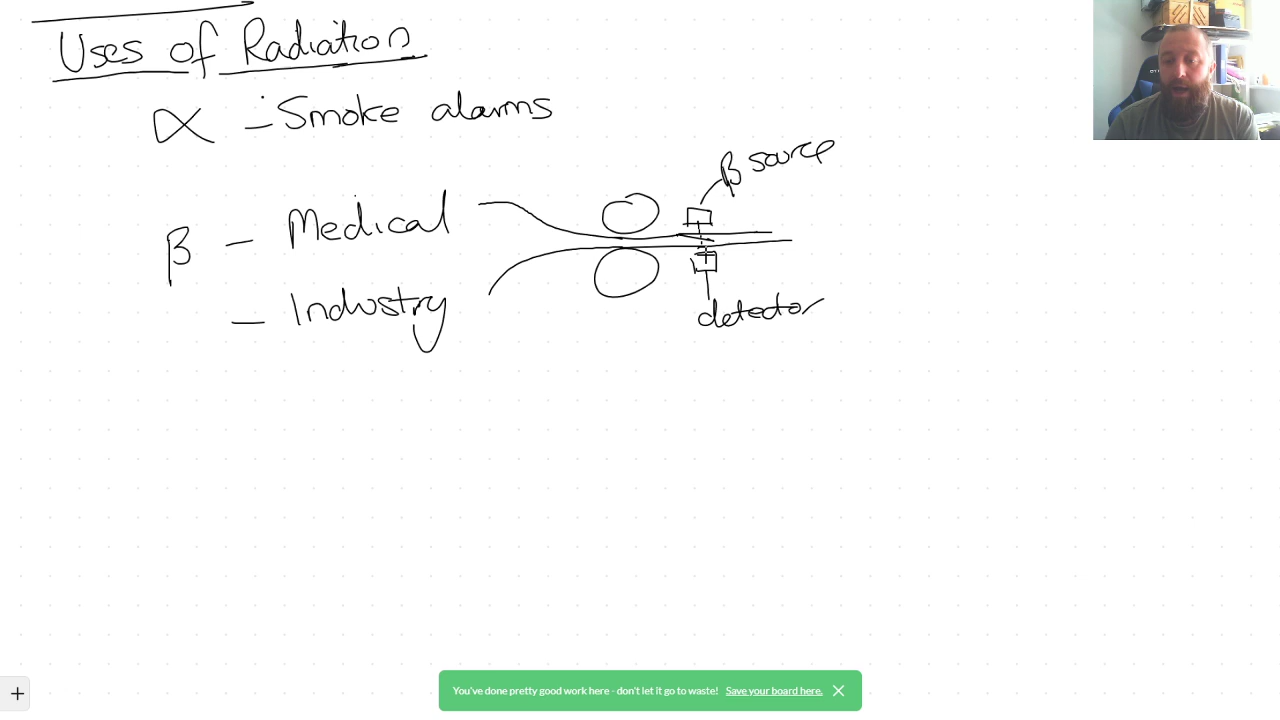 Uses of Radiation
α - Smoke alarms
β source
β - Medical
- Industry
detector
You've done pretty good work here - don't let it go to waste! Save your board here.